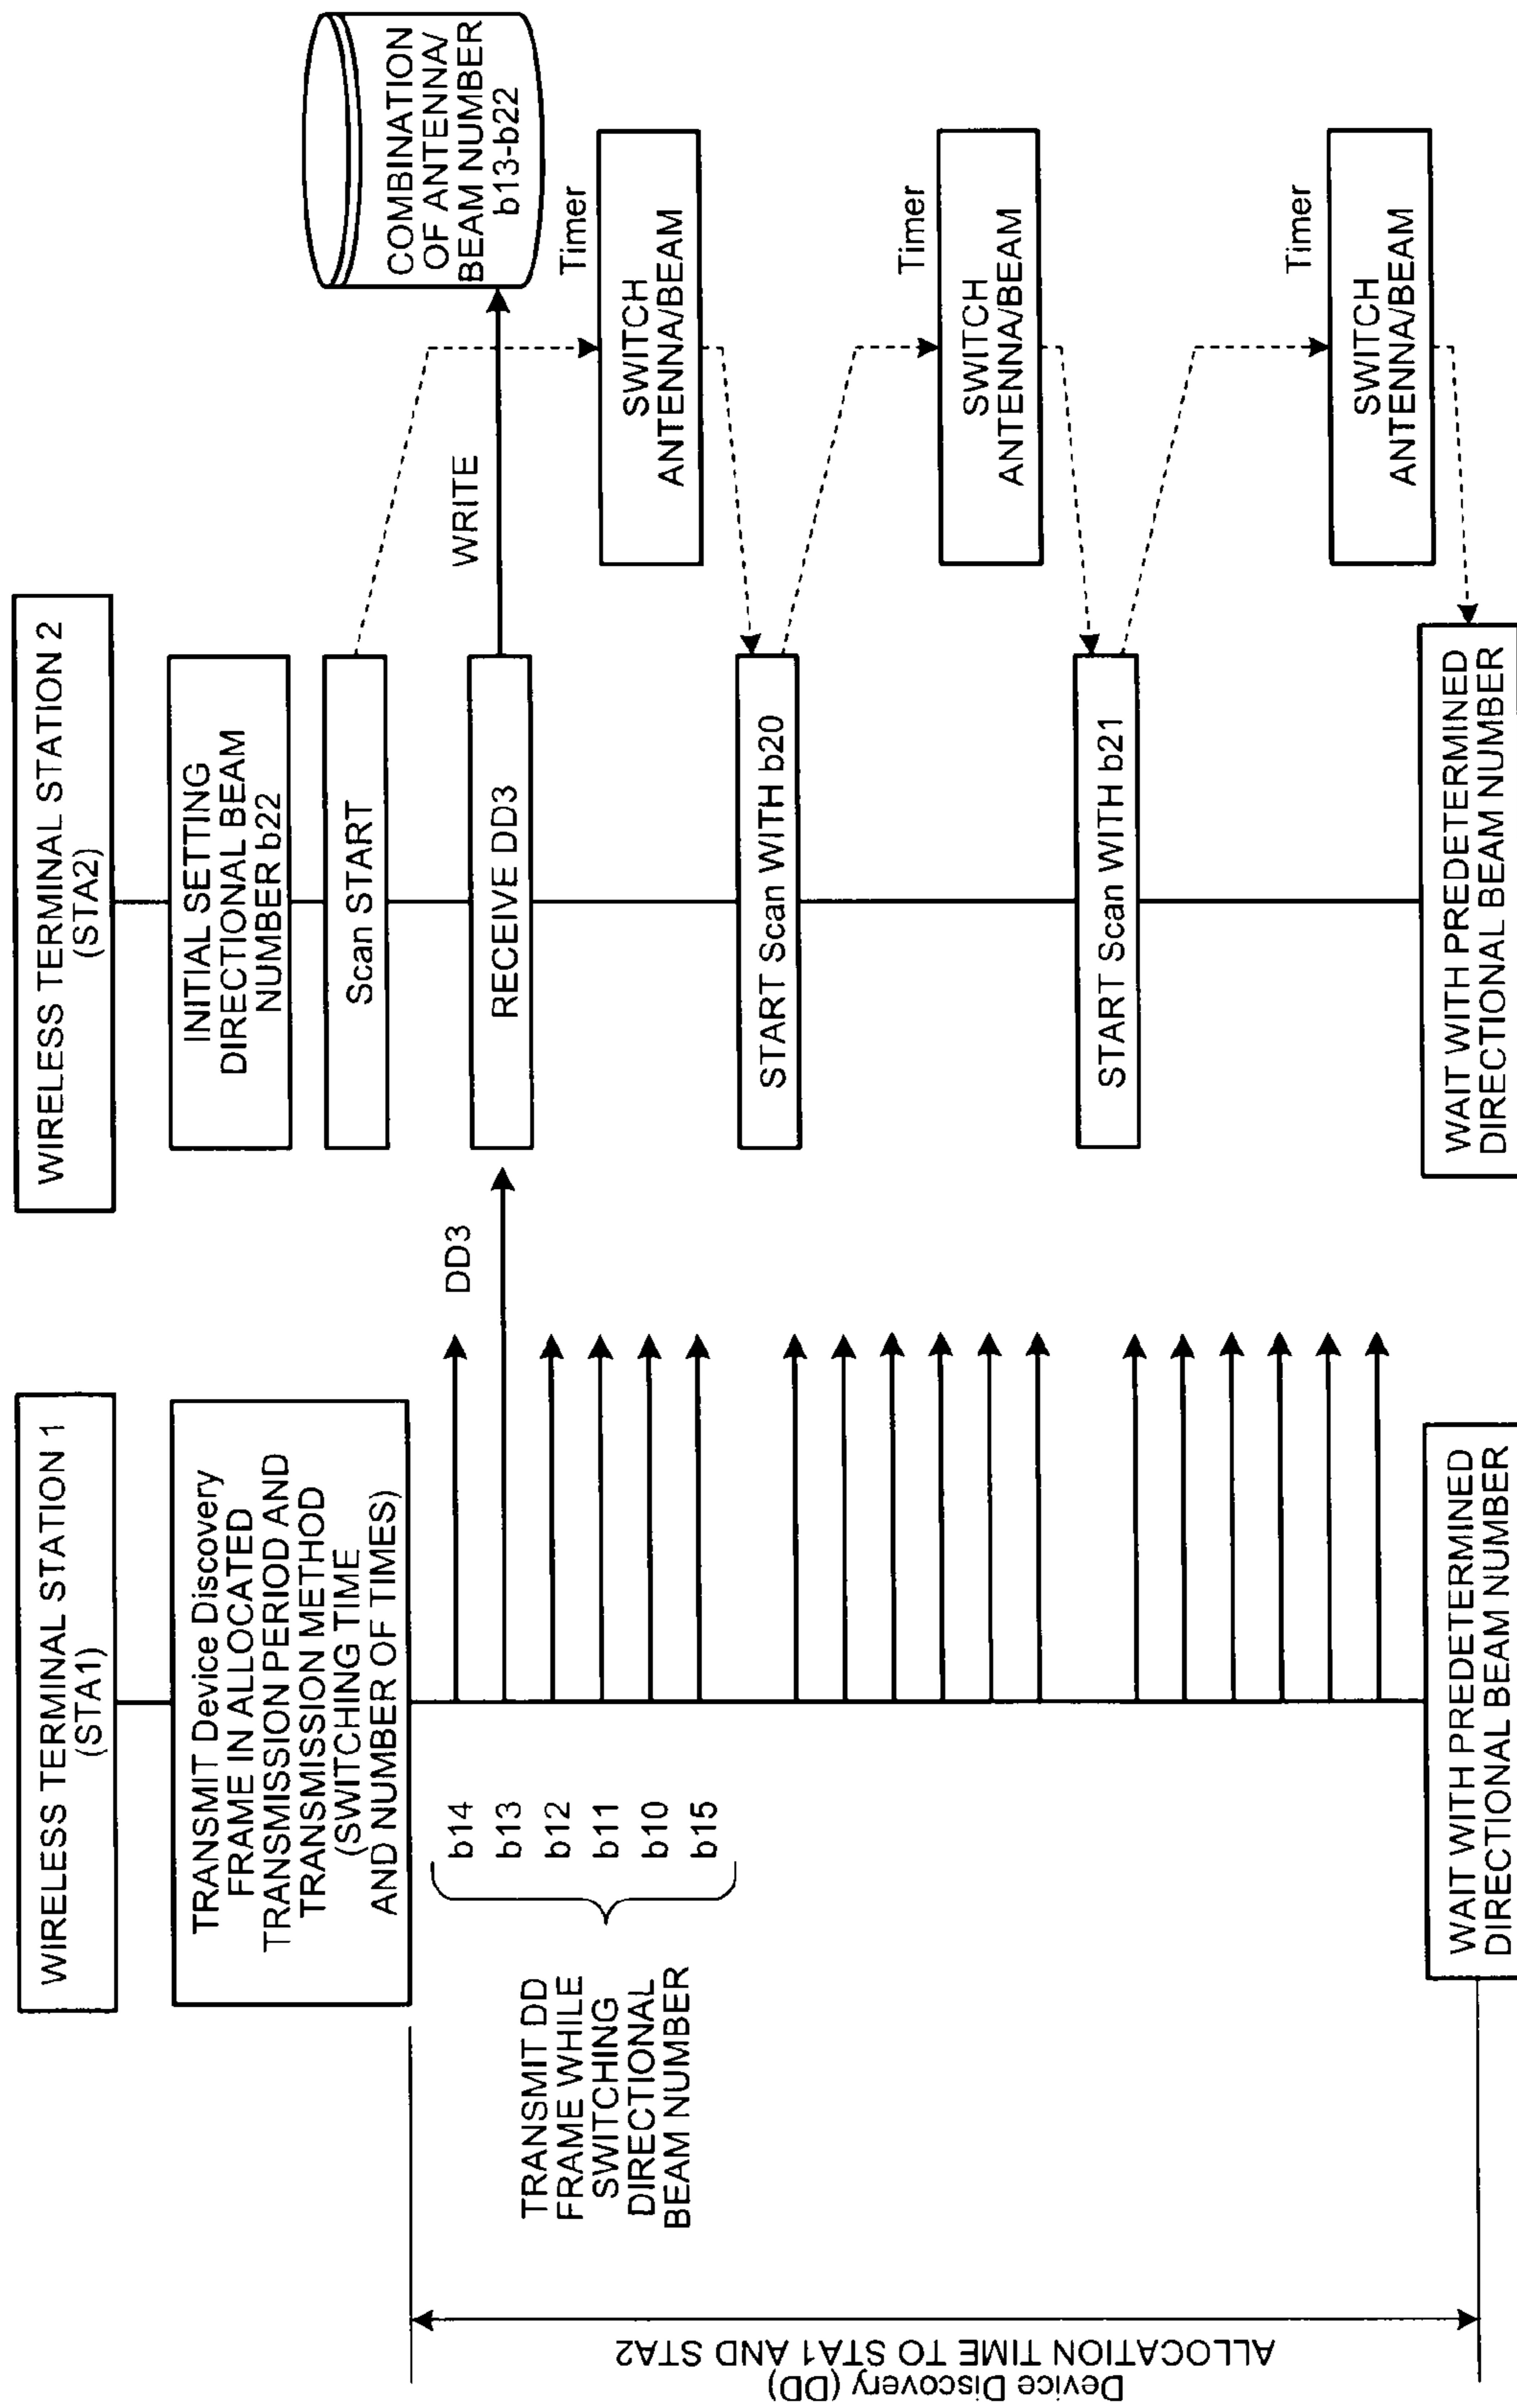 WIRELESS TERMINAL STATION 1
(STA1)
WIRELESS TERMINAL STATION 2
(STA2)
TRANSMIT Device Discovery
FRAME IN ALLOCATED
TRANSMISSION PERIOD AND
TRANSMISSION METHOD
(SWITCHING TIME
AND NUMBER OF TIMES)
INITIAL SETTING
DIRECTIONAL BEAM
NUMBER b22
Scan START
COMBINATION
OF ANTENNA/
BEAM NUMBER
b13-b22
DD3
RECEIVE DD3
WRITE
b14
b13
b12
b11
b10
b15
TRANSMIT DD
FRAME WHILE
SWITCHING
DIRECTIONAL
BEAM NUMBER
Timer
SWITCH
ANTENNA/BEAM
START Scan WITH b20
Timer
SWITCH
ANTENNA/BEAM
START Scan WITH b21
Timer
SWITCH
ANTENNA/BEAM
WAIT WITH PREDETERMINED
DIRECTIONAL BEAM NUMBER
WAIT WITH PREDETERMINED
DIRECTIONAL BEAM NUMBER
Device Discovery (DD)
ALLOCATION TIME TO STA1 AND STA2